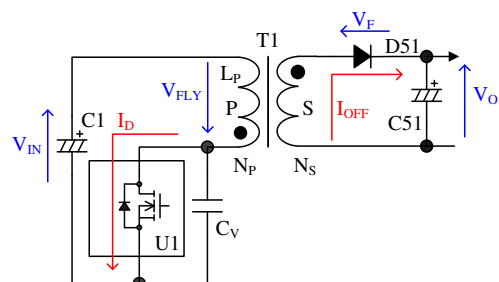 T1
V_F
D51
L_P
V_FLY
P
S
I_OFF
V_O
C1
I_D
C51
V_IN
N_P
N_S
U1
C_V
+
+